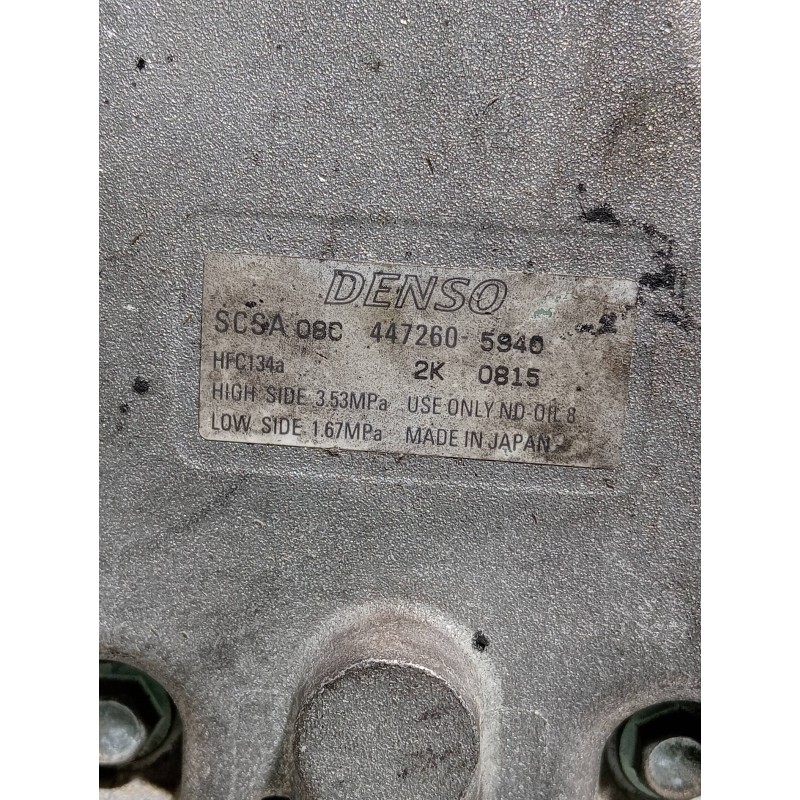 DENSO
SCSA 08C 447260-5940
HFC134a 2K 0815
HIGH SIDE 3.53MPa USE ONLY ND-OIL 8
LOW SIDE 1.67MPa MADE IN JAPAN